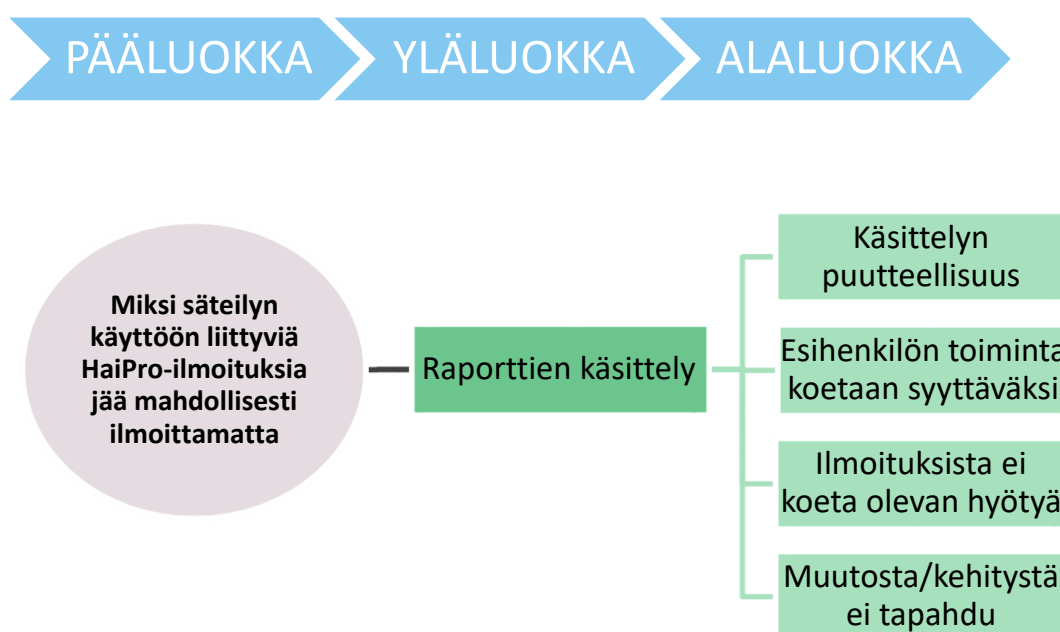 PÄÄLUOKKA
YLÄLUOKKA
ALALUOKKA
Miksi säteilyn
käyttöön liittyviä
HaiPro-ilmoituksia
jää mahdollisesti
ilmoittamatta
Raporttien käsittely
Käsittelyn
puutteellisuus
Esihenkilön toiminta
koetaan syyttäväksi
Ilmoituksista ei
koeta olevan hyötyä
Muutosta/kehitystä
ei tapahdu